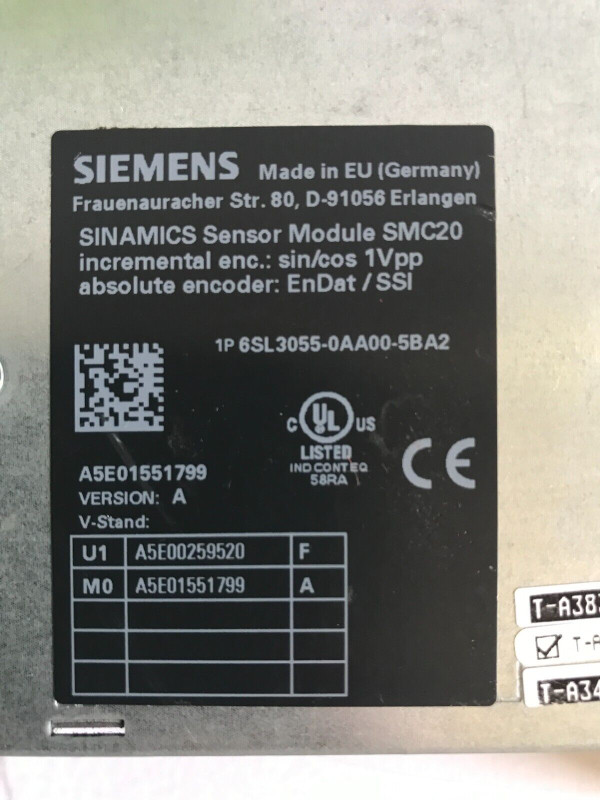 SIEMENS Made in EU (Germany)
Frauenauracher Str. 80, D-91056 Erlangen
SINAMICS Sensor Module SMC20
incremental enc.: sin/cos 1Vpp
absolute encoder: EnDat / SSI
1P 6SL3055-0AA00-5BA2
C UL US
LISTED
IND CONT EQ
58RA
CE
A5E01551799
VERSION: A
V-Stand:
U1 A5E00259520 F
M0 A5E01551799 A
T-A383
T-A
T-A34